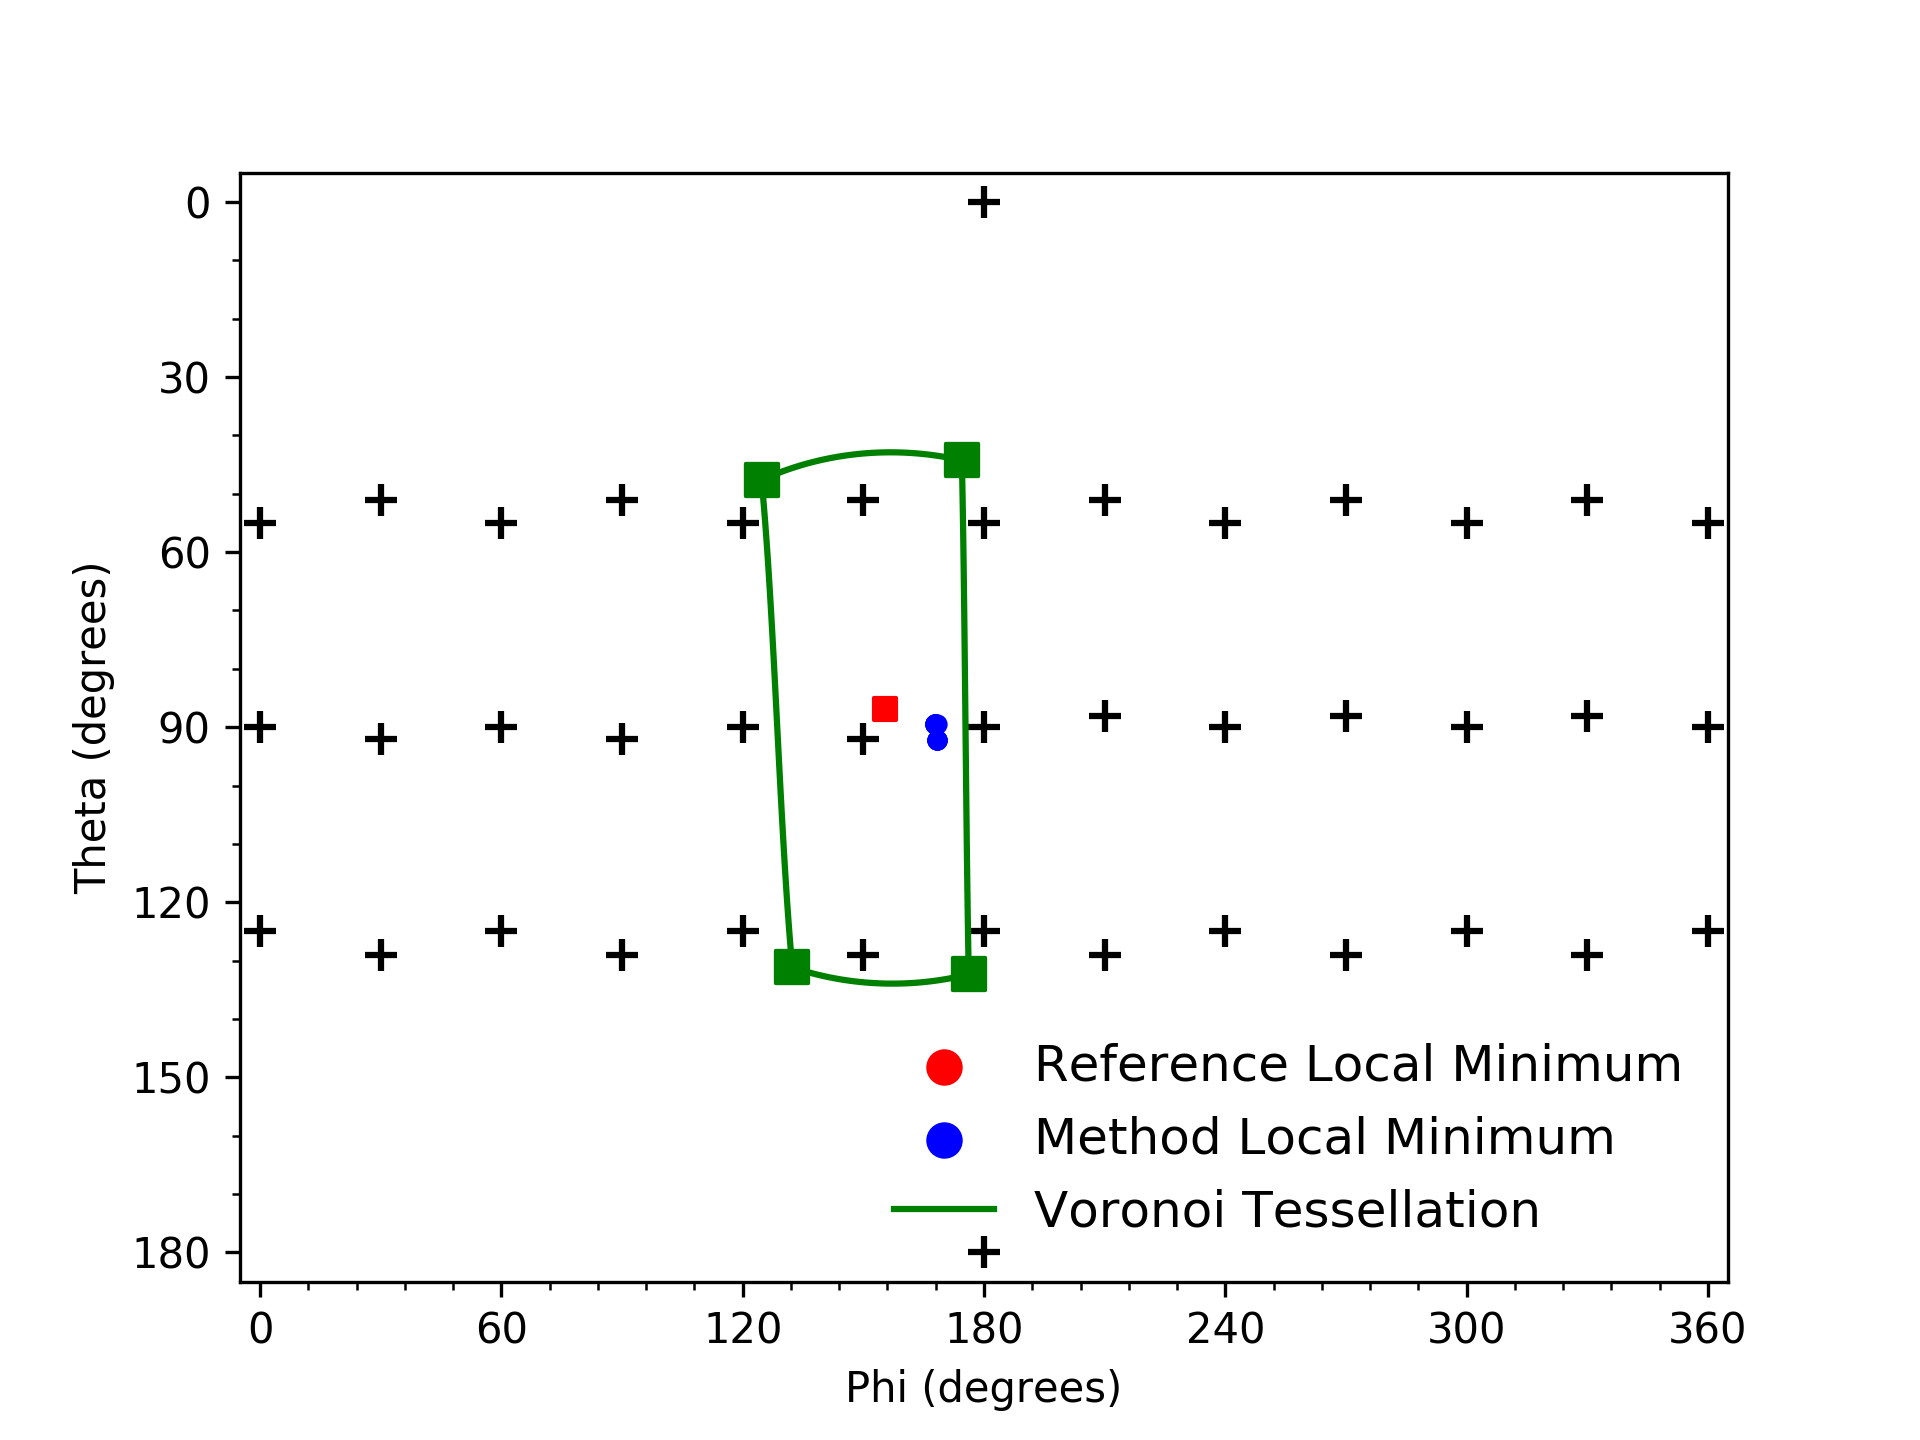 0
30
60
90
120
150
180
Theta (degrees)
Reference Local Minimum
Method Local Minimum
Voronoi Tessellation
0 60 120 180 240 300 360
Phi (degrees)